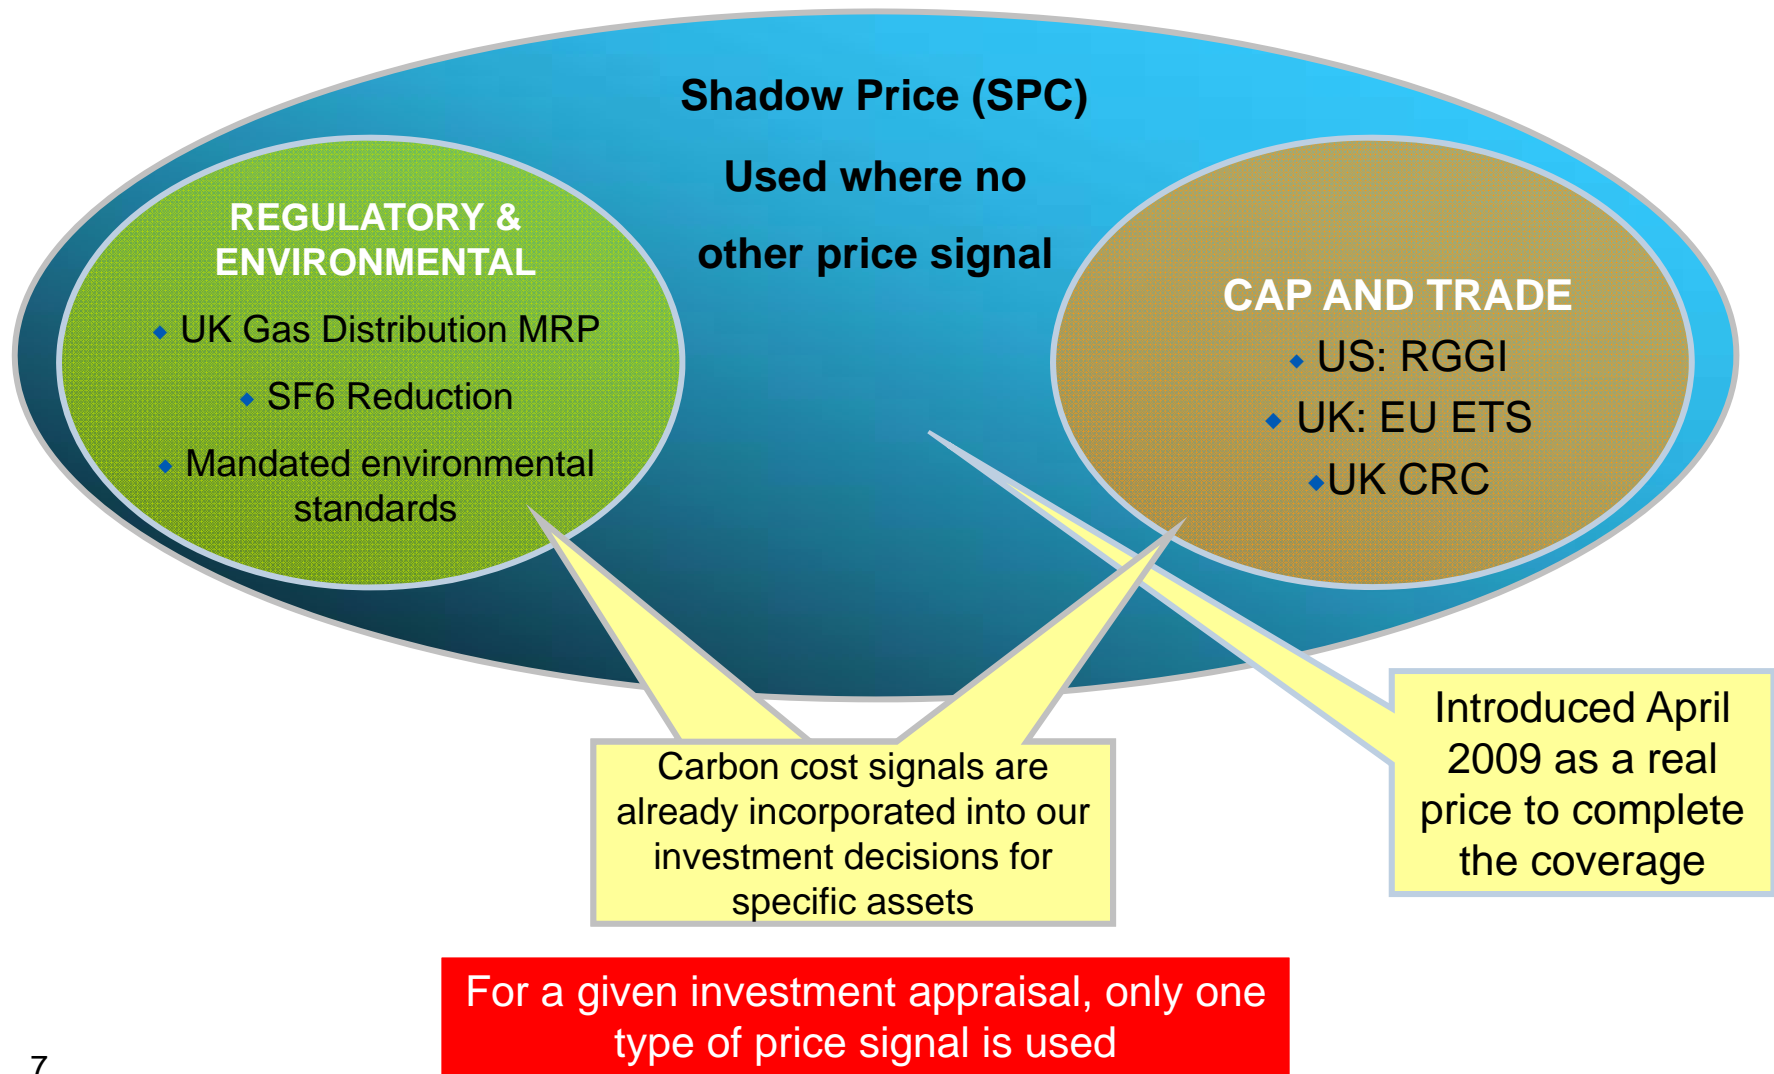 Shadow Price (SPC)
Used where no
other price signal
REGULATORY &
ENVIRONMENTAL
UK Gas Distribution MRP
SF6 Reduction
Mandated environmental
standards
CAP AND TRADE
US: RGGI
UK: EU ETS
UK CRC
Carbon cost signals are
already incorporated into our
investment decisions for
specific assets
Introduced April
2009 as a real
price to complete
the coverage
For a given investment appraisal, only one
type of price signal is used
7